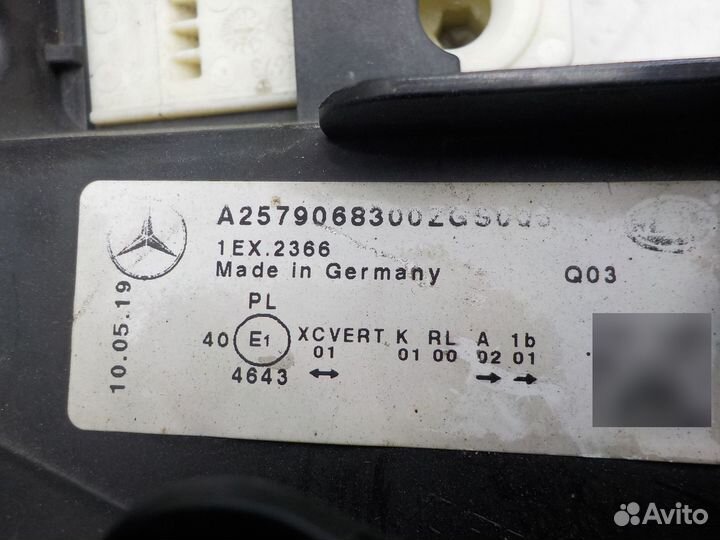 A2579068300ZGS003
1EX.2366
Made in Germany
Q03
10.05.19
PL
40 E1 XCVERT K RL A 1b
01 01 00 02 01
4643 ↔ → →
Avito